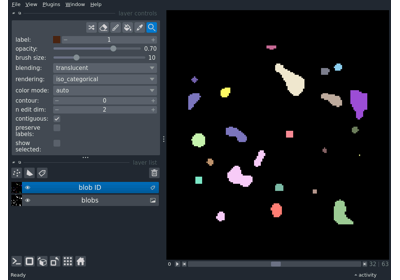 File View Plugins Window Help
layer controls
label: 1
opacity: 0.70
brush size: 10
blending: translucent
rendering: iso_categorical
color mode: auto
contour: 0
n edit dim: 2
contiguous:
preserve
labels:
show
selected:
layer list
blob ID
blobs
32 63
Ready
activity